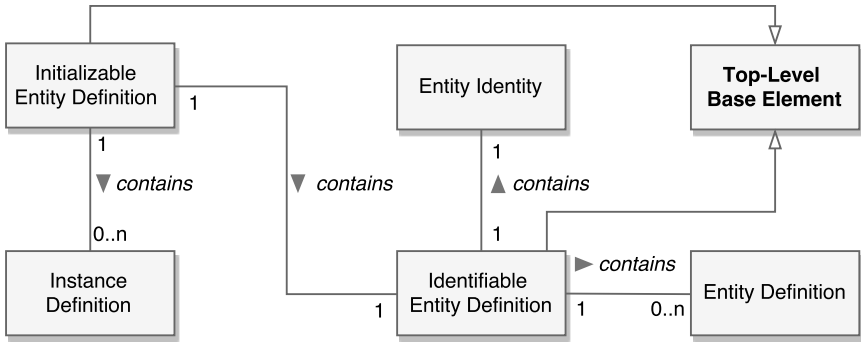 Initializable
Entity Definition
Entity Identity
Top-Level
Base Element
1
1
1
contains
contains
contains
0..n
1
contains
Instance
Definition
Identifiable
Entity Definition
Entity Definition
1
1
0..n